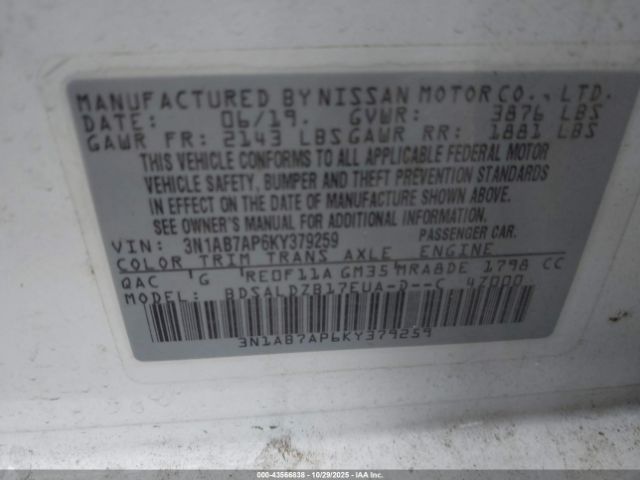 MANUFACTURED BY NISSAN MOTOR CO., LTD.
DATE: 06/19. GVWR: 3876 LBS
GAWR FR: 2143 LBS GAWR RR: 1881 LBS
THIS VEHICLE CONFORMS TO ALL APPLICABLE FEDERAL MOTOR
VEHICLE SAFETY, BUMPER AND THEFT PREVENTION STANDARDS
IN EFFECT ON THE DATE OF MANUFACTURE SHOWN ABOVE.
SEE OWNER'S MANUAL FOR ADDITIONAL INFORMATION
VIN: 3N1AB7AP6KY379259 PASSENGER CAR.
COLOR TRIM TRANS AXLE ENGINE
QAC G RE0F11A GM35 MRA8DE 1798 CC
MODEL: BDSALDZB17EUA-D--C 4Z000
3N1AB7AP6KY379259
00-43566838 | 10/29/2025 | IAA Inc.